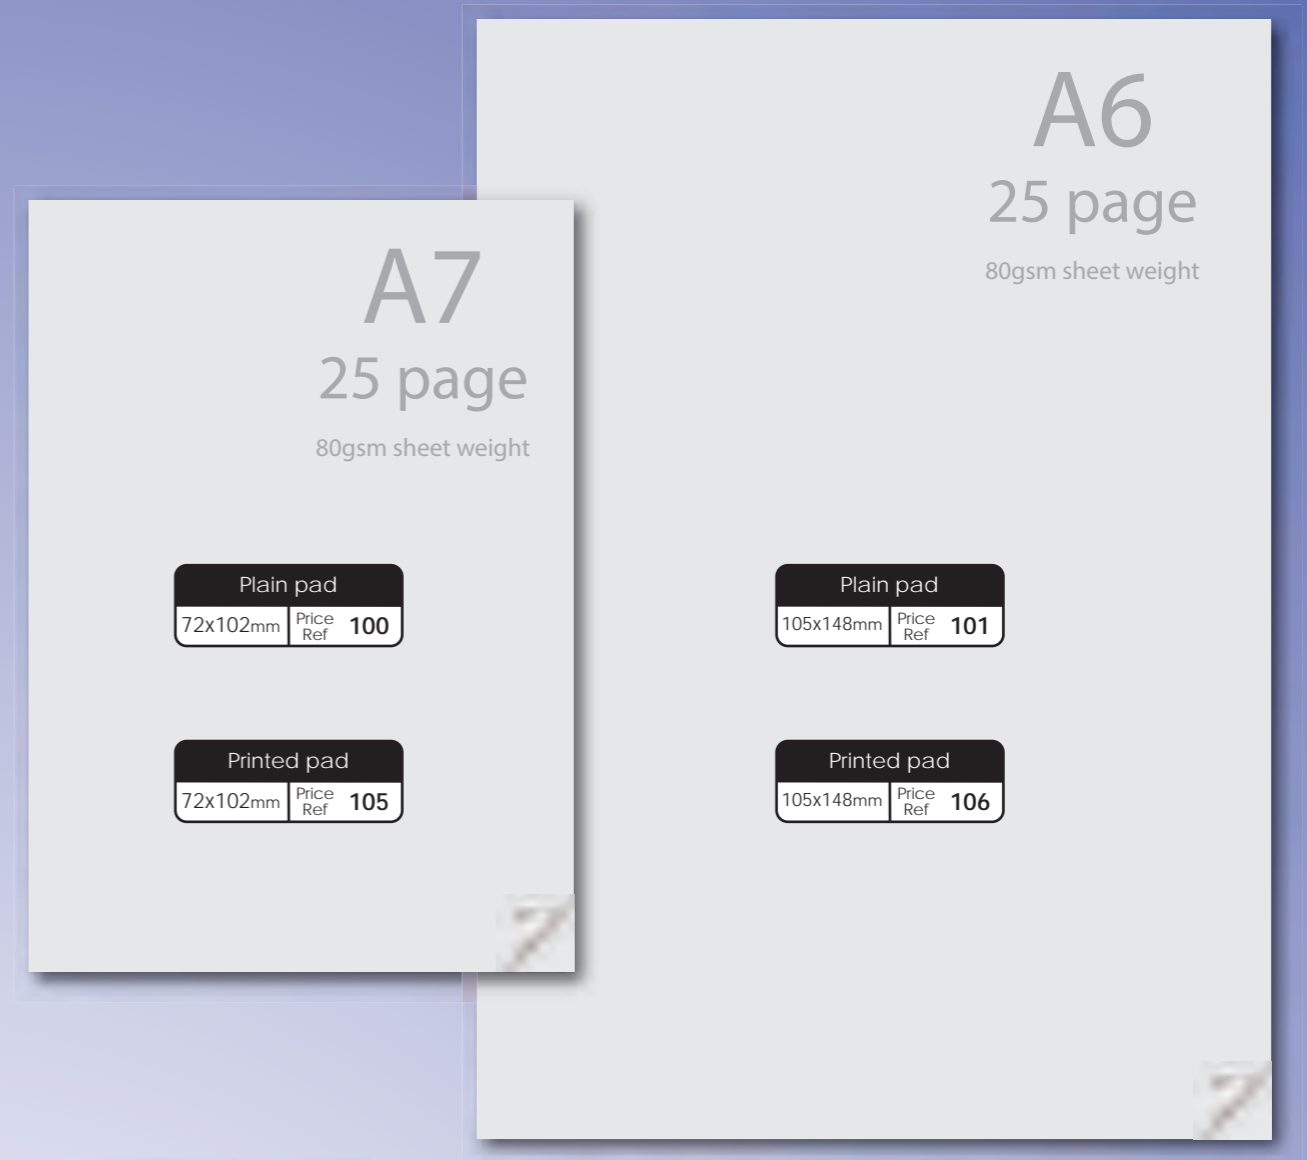 A7
25 page
80gsm sheet weight
Plain pad
72x102mm Price Ref 100
Printed pad
72x102mm Price Ref 105
A6
25 page
80gsm sheet weight
Plain pad
105x148mm Price Ref 101
Printed pad
105x148mm Price Ref 106